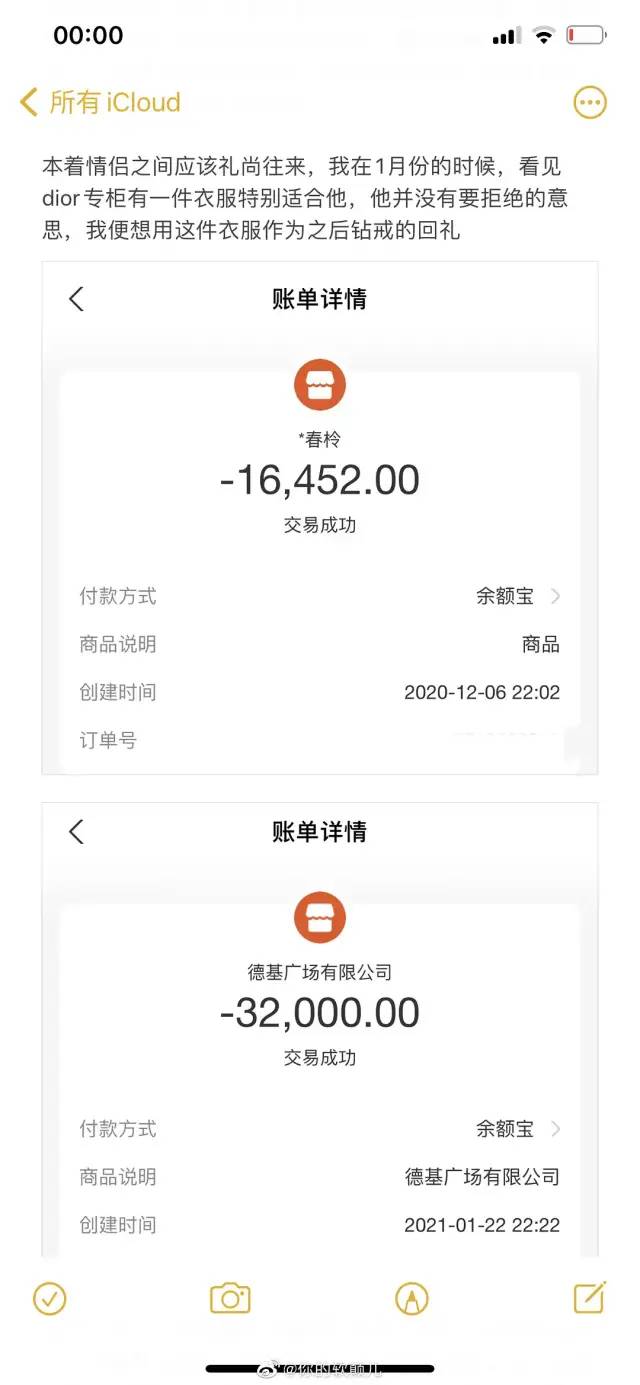 00:00
所有 iCloud
本着情侣之间应该礼尚往来，我在1月份的时候，看见
dior专柜有一件衣服特别适合他，他并没有要拒绝的意
思，我便想用这件衣服作为之后钻戒的回礼
账单详情
*春柃
-16,452.00
交易成功
付款方式 余额宝
商品说明 商品
创建时间 2020-12-06 22:02
订单号
账单详情
德基广场有限公司
-32,000.00
交易成功
付款方式 余额宝
商品说明 德基广场有限公司
创建时间 2021-01-22 22:22
@你的软颠儿